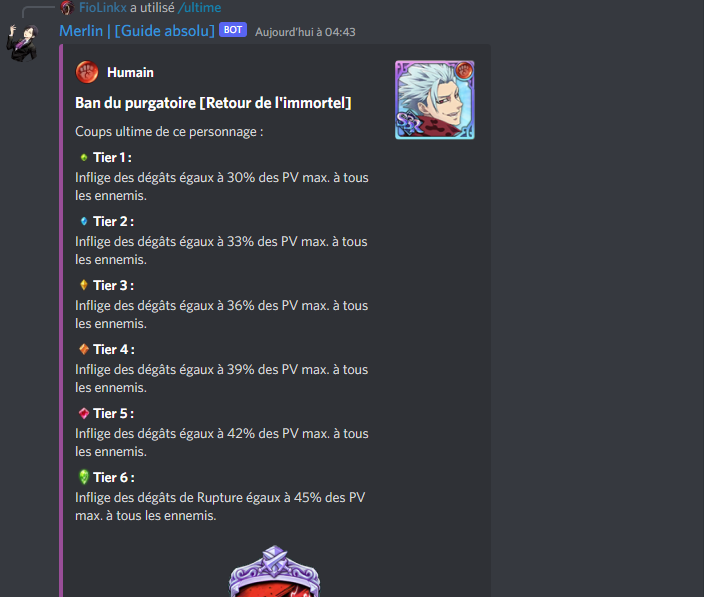 FioLinkx a utilisé /ultime
Merlin | [Guide absolu] BOT Aujourd'hui à 04:43
Humain
Ban du purgatoire [Retour de l'immortel]
SSR
Coups ultime de ce personnage :
Tier 1 :
Inflige des dégâts égaux à 30% des PV max. à tous
les ennemis.
Tier 2 :
Inflige des dégâts égaux à 33% des PV max. à tous
les ennemis.
Tier 3 :
Inflige des dégâts égaux à 36% des PV max. à tous
les ennemis.
Tier 4 :
Inflige des dégâts égaux à 39% des PV max. à tous
les ennemis.
Tier 5 :
Inflige des dégâts égaux à 42% des PV max. à tous
les ennemis.
Tier 6 :
Inflige des dégâts de Rupture égaux à 45% des PV
max. à tous les ennemis.